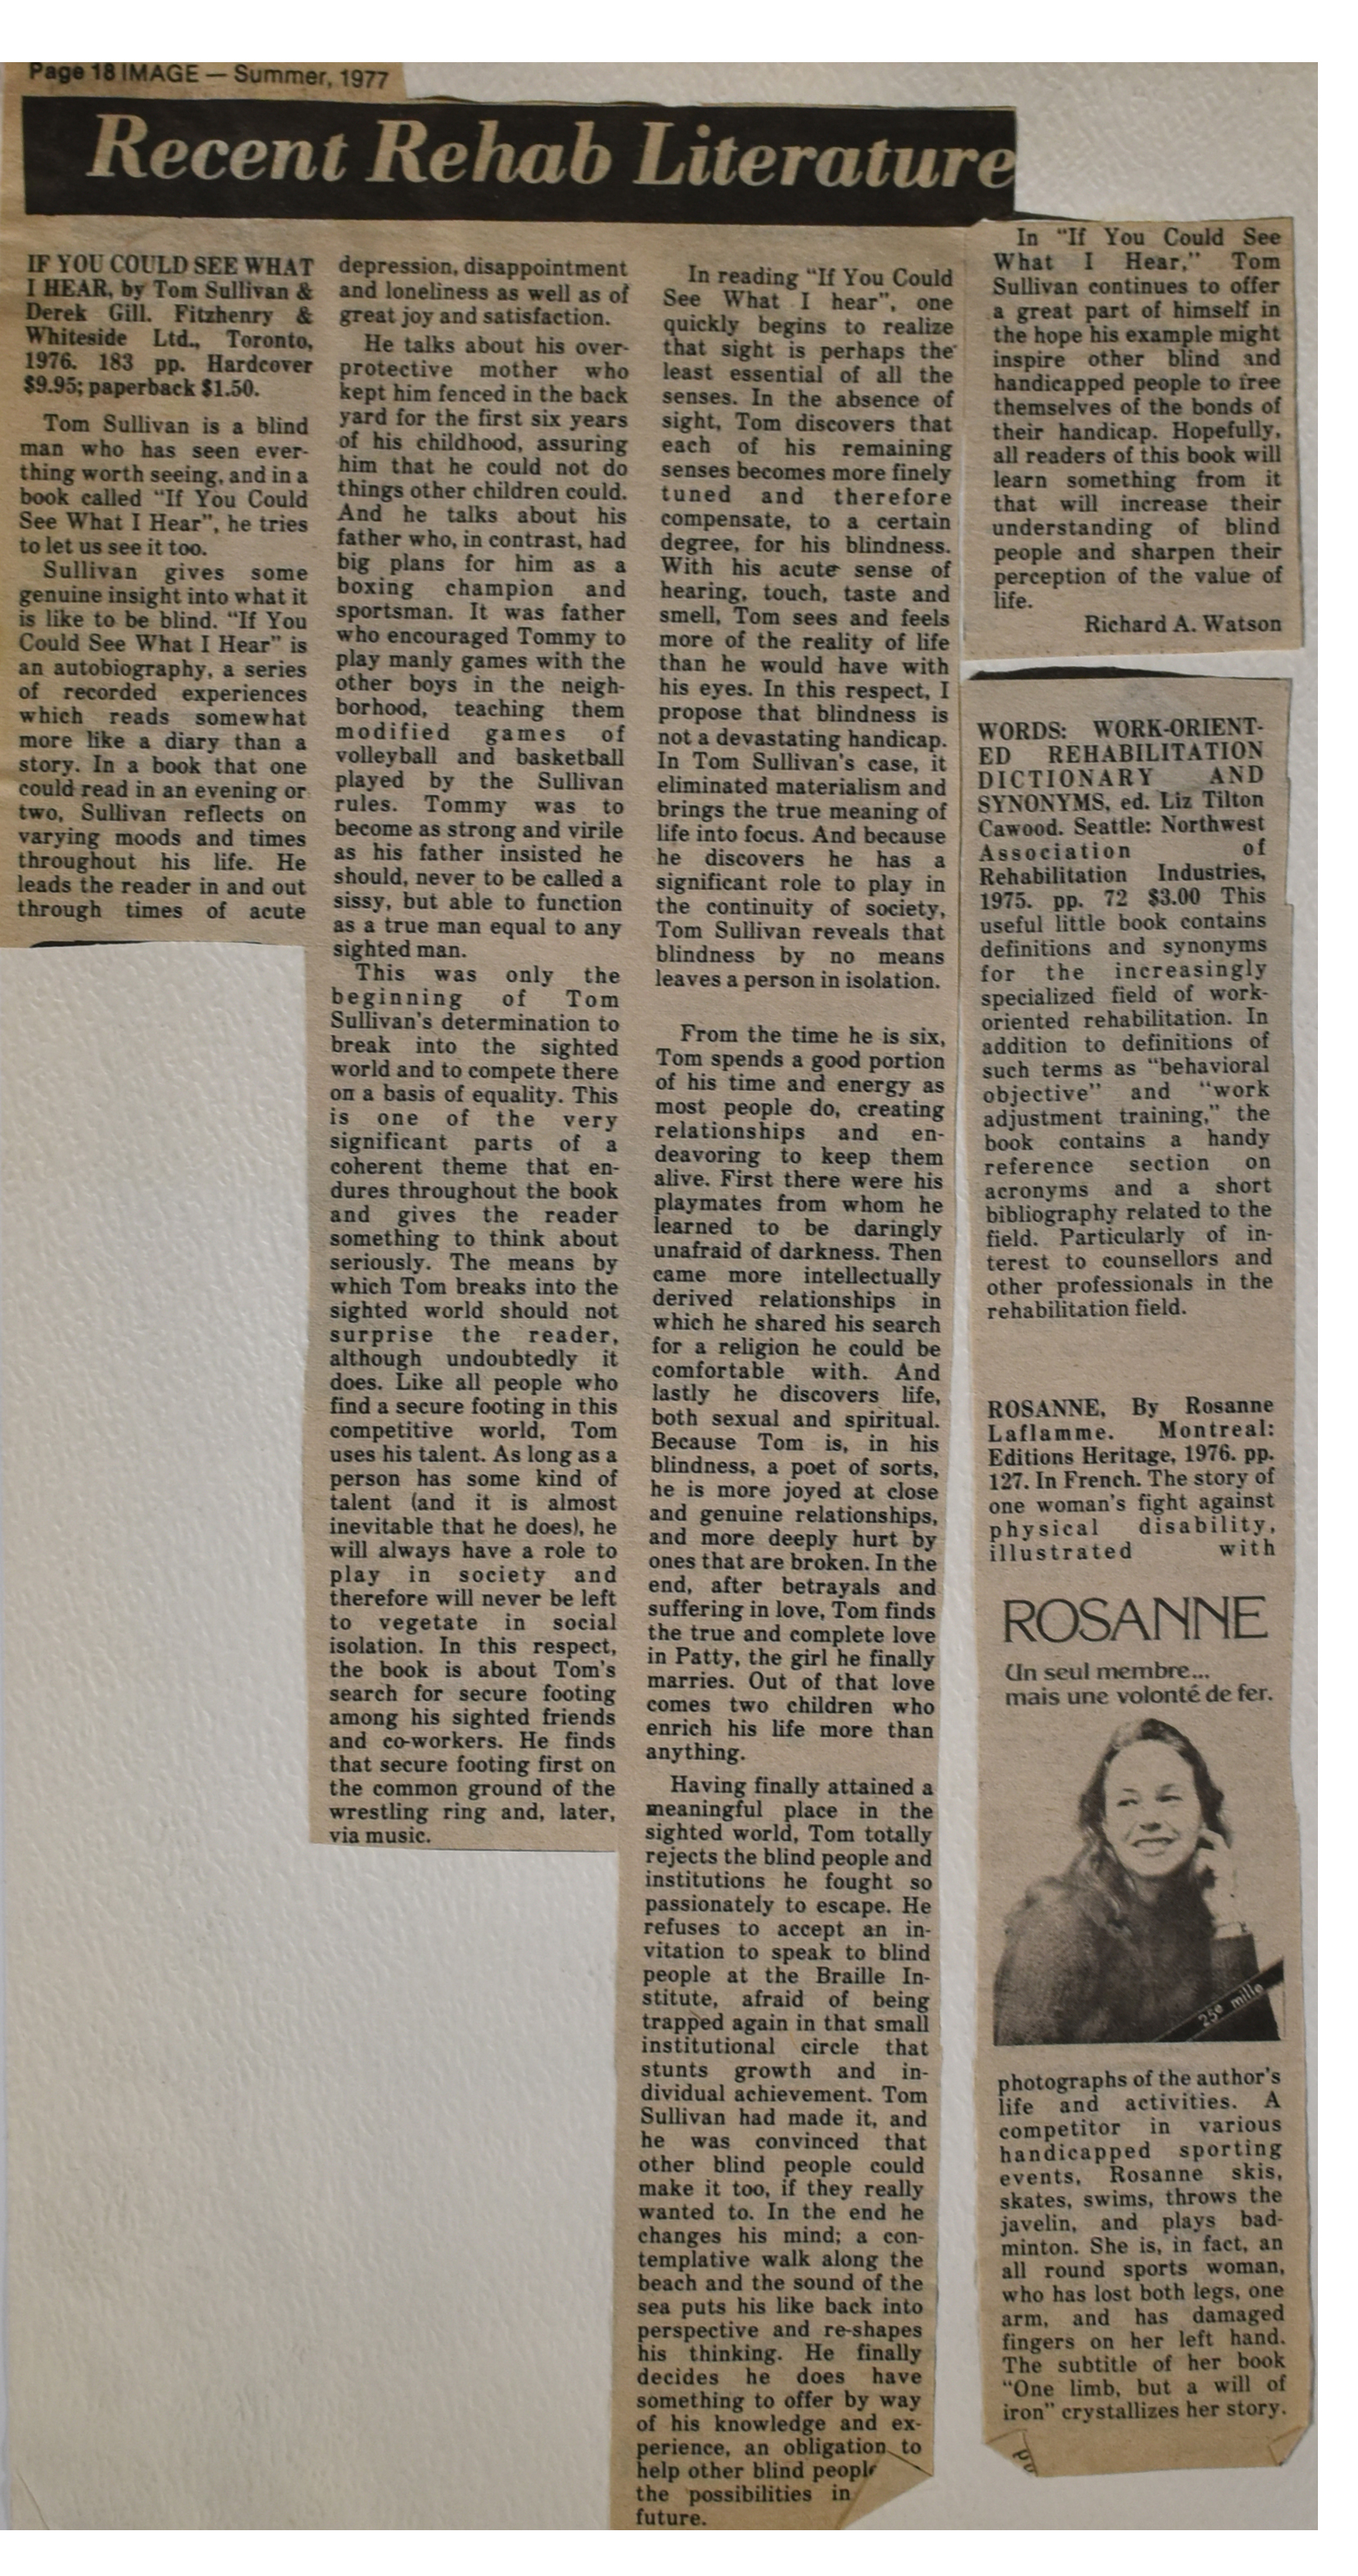 Page 18 IMAGE — Summer, 1977
Recent Rehab Literature
IF YOU COULD SEE WHAT
I HEAR, by Tom Sullivan &
Derek Gill. Fitzhenry &
Whiteside Ltd., Toronto,
1976. 183 pp. Hardcover
$9.95; paperback $1.50.
Tom Sullivan is a blind
man who has seen ever-
thing worth seeing, and in a
book called "If You Could
See What I Hear", he tries
to let us see it too.
Sullivan gives some
genuine insight into what it
is like to be blind. "If You
Could See What I Hear" is
an autobiography, a series
of recorded experiences
which reads somewhat
more like a diary than a
story. In a book that one
could read in an evening or
two, Sullivan reflects on
varying moods and times
throughout his life. He
leads the reader in and out
through times of acute
depression, disappointment
and loneliness as well as of
great joy and satisfaction.
He talks about his over-
protective mother who
kept him fenced in the back
yard for the first six years
of his childhood, assuring
him that he could not do
things other children could.
And he talks about his
father who, in contrast, had
big plans for him as a
boxing champion and
sportsman. It was father
who encouraged Tommy to
play manly games with the
other boys in the neigh-
borhood, teaching them
modified games of
volleyball and basketball
played by the Sullivan
rules. Tommy was to
become as strong and virile
as his father insisted he
should, never to be called a
sissy, but able to function
as a true man equal to any
sighted man.
This was only the
beginning of Tom
Sullivan's determination to
break into the sighted
world and to compete there
on a basis of equality. This
is one of the very
significant parts of a
coherent theme that en-
dures throughout the book
and gives the reader
something to think about
seriously. The means by
which Tom breaks into the
sighted world should not
surprise the reader,
although undoubtedly it
does. Like all people who
find a secure footing in this
competitive world, Tom
uses his talent. As long as a
person has some kind of
talent (and it is almost
inevitable that he does), he
will always have a role to
play in society and
therefore will never be left
to vegetate in social
isolation. In this respect,
the book is about Tom's
search for secure footing
among his sighted friends
and co-workers. He finds
that secure footing first on
the common ground of the
wrestling ring and, later,
via music.
In reading "If You Could
See What I hear", one
quickly begins to realize
that sight is perhaps the
least essential of all the
senses. In the absence of
sight, Tom discovers that
each of his remaining
senses becomes more finely
tuned and therefore
compensate, to a certain
degree, for his blindness.
With his acute sense of
hearing, touch, taste and
smell, Tom sees and feels
more of the reality of life
than he would have with
his eyes. In this respect, I
propose that blindness is
not a devastating handicap.
In Tom Sullivan's case, it
eliminated materialism and
brings the true meaning of
life into focus. And because
he discovers he has a
significant role to play in
the continuity of society,
Tom Sullivan reveals that
blindness by no means
leaves a person in isolation.
From the time he is six,
Tom spends a good portion
of his time and energy as
most people do, creating
relationships and en-
deavoring to keep them
alive. First there were his
playmates from whom he
learned to be daringly
unafraid of darkness. Then
came more intellectually
derived relationships in
which he shared his search
for a religion he could be
comfortable with. And
lastly he discovers life,
both sexual and spiritual.
Because Tom is, in his
blindness, a poet of sorts,
he is more joyed at close
and genuine relationships,
and more deeply hurt by
ones that are broken. In the
end, after betrayals and
suffering in love, Tom finds
the true and complete love
in Patty, the girl he finally
marries. Out of that love
comes two children who
enrich his life more than
anything.
Having finally attained a
meaningful place in the
sighted world, Tom totally
rejects the blind people and
institutions he fought so
passionately to escape. He
refuses to accept an in-
vitation to speak to blind
people at the Braille In-
stitute, afraid of being
trapped again in that small
institutional circle that
stunts growth and in-
dividual achievement. Tom
Sullivan had made it, and
he was convinced that
other blind people could
make it too, if they really
wanted to. In the end he
changes his mind; a con-
templative walk along the
beach and the sound of the
sea puts his like back into
perspective and re-shapes
his thinking. He finally
decides he does have
something to offer by way
of his knowledge and ex-
perience, an obligation to
help other blind people
the possibilities in
future.
In "If You Could See
What I Hear," Tom
Sullivan continues to offer
a great part of himself in
the hope his example might
inspire other blind and
handicapped people to free
themselves of the bonds of
their handicap. Hopefully,
all readers of this book will
learn something from it
that will increase their
understanding of blind
people and sharpen their
perception of the value of
life.
Richard A. Watson
WORDS: WORK-ORIENT-
ED REHABILITATION
DICTIONARY AND
SYNONYMS, ed. Liz Tilton
Cawood. Seattle: Northwest
Association of
Rehabilitation Industries,
1975. pp. 72 $3.00 This
useful little book contains
definitions and synonyms
for the increasingly
specialized field of work-
oriented rehabilitation. In
addition to definitions of
such terms as "behavioral
objective" and "work
adjustment training," the
book contains a handy
reference section on
acronyms and a short
bibliography related to the
field. Particularly of in-
terest to counsellors and
other professionals in the
rehabilitation field.
ROSANNE, By Rosanne
Laflamme. Montreal:
Editions Heritage, 1976. pp.
127. In French. The story of
one woman's fight against
physical disability,
illustrated with
ROSANNE
Un seul membre...
mais une volonté de fer.
25e mille
photographs of the author's
life and activities. A
competitor in various
handicapped sporting
events, Rosanne skis,
skates, swims, throws the
javelin, and plays bad-
minton. She is, in fact, an
all round sports woman,
who has lost both legs, one
arm, and has damaged
fingers on her left hand.
The subtitle of her book
"One limb, but a will of
iron" crystallizes her story.